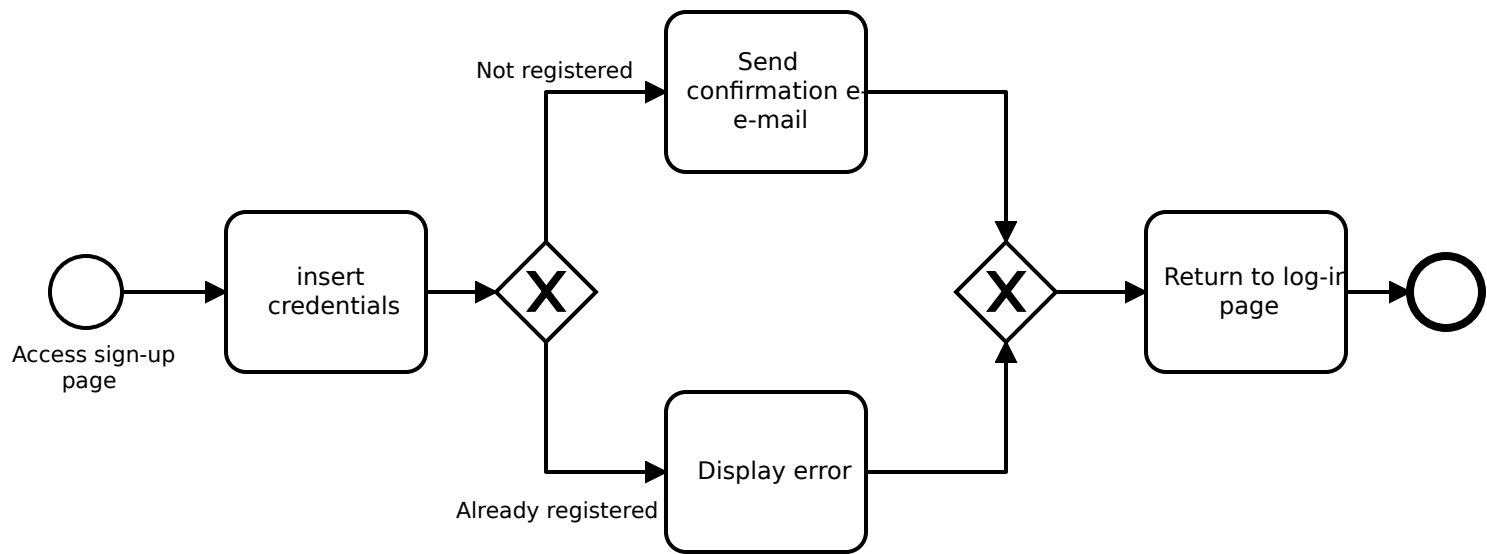 Access sign-up
page
insert
credentials
X
Not registered
Already registered
Send
confirmation e-
e-mail
Display error
X
Return to log-in
page